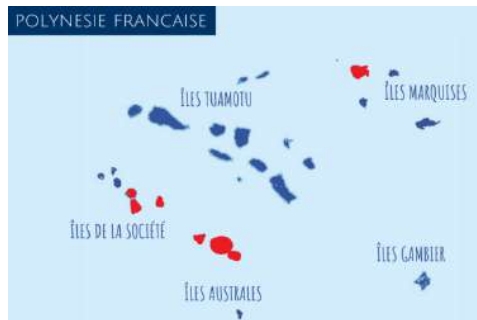 POLYNESIE FRANCAISE
ÎLES TUAMOTU
ÎLES MARQUISES
ÎLES DE LA SOCIÉTÉ
ÎLES GAMBIER
ÎLES AUSTRALES